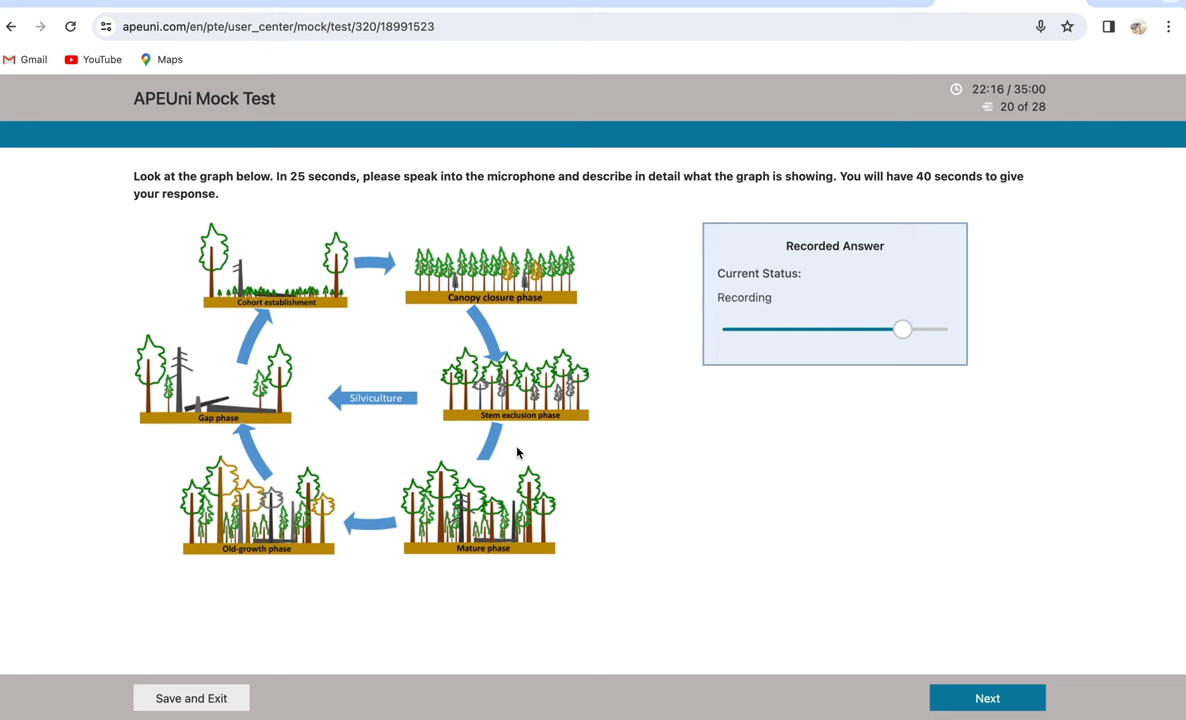 apeuni.com/en/pte/user_center/mock/test/320/18991523
Gmail YouTube Maps
APEUni Mock Test
22:16 / 35:00
20 of 28
Look at the graph below. In 25 seconds, please speak into the microphone and describe in detail what the graph is showing. You will have 40 seconds to give
your response.
Recorded Answer
Current Status:
Recording
Cohort establishment
Canopy closure phase
Silviculture
Stem exclusion phase
Gap phase
Old-growth phase
Mature phase
Save and Exit
Next